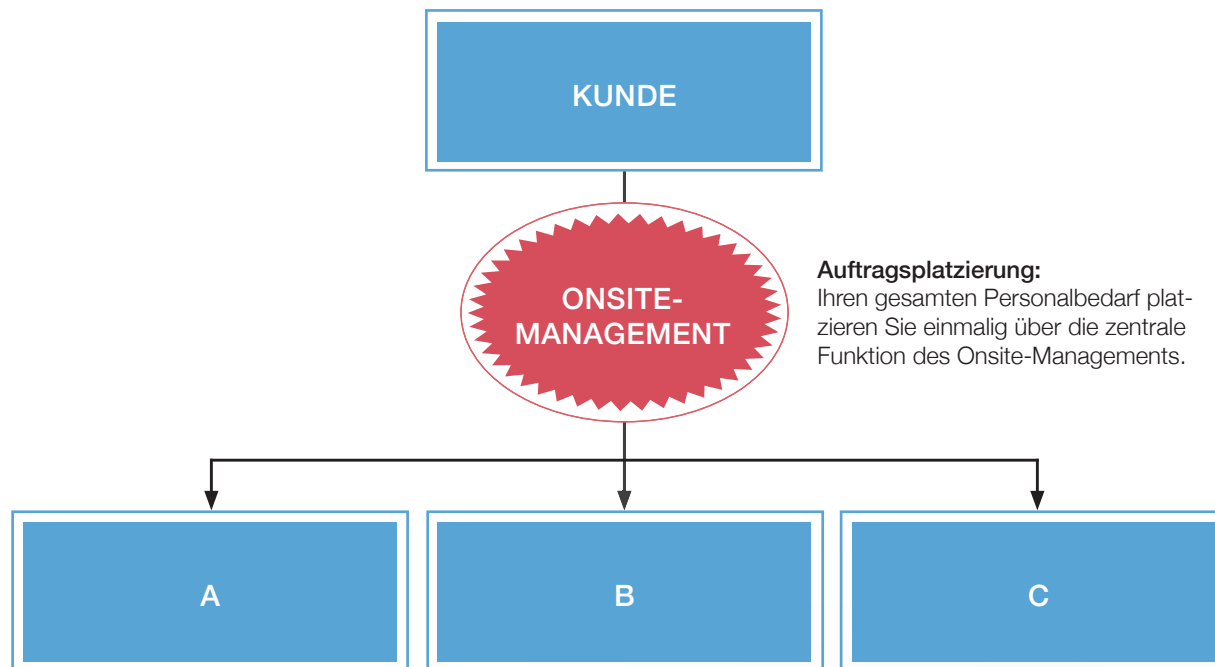 KUNDE
ONSITE-
MANAGEMENT
Auftragsplatzierung:
Ihren gesamten Personalbedarf plat-
zieren Sie einmalig über die zentrale
Funktion des Onsite-Managements.
A
B
C